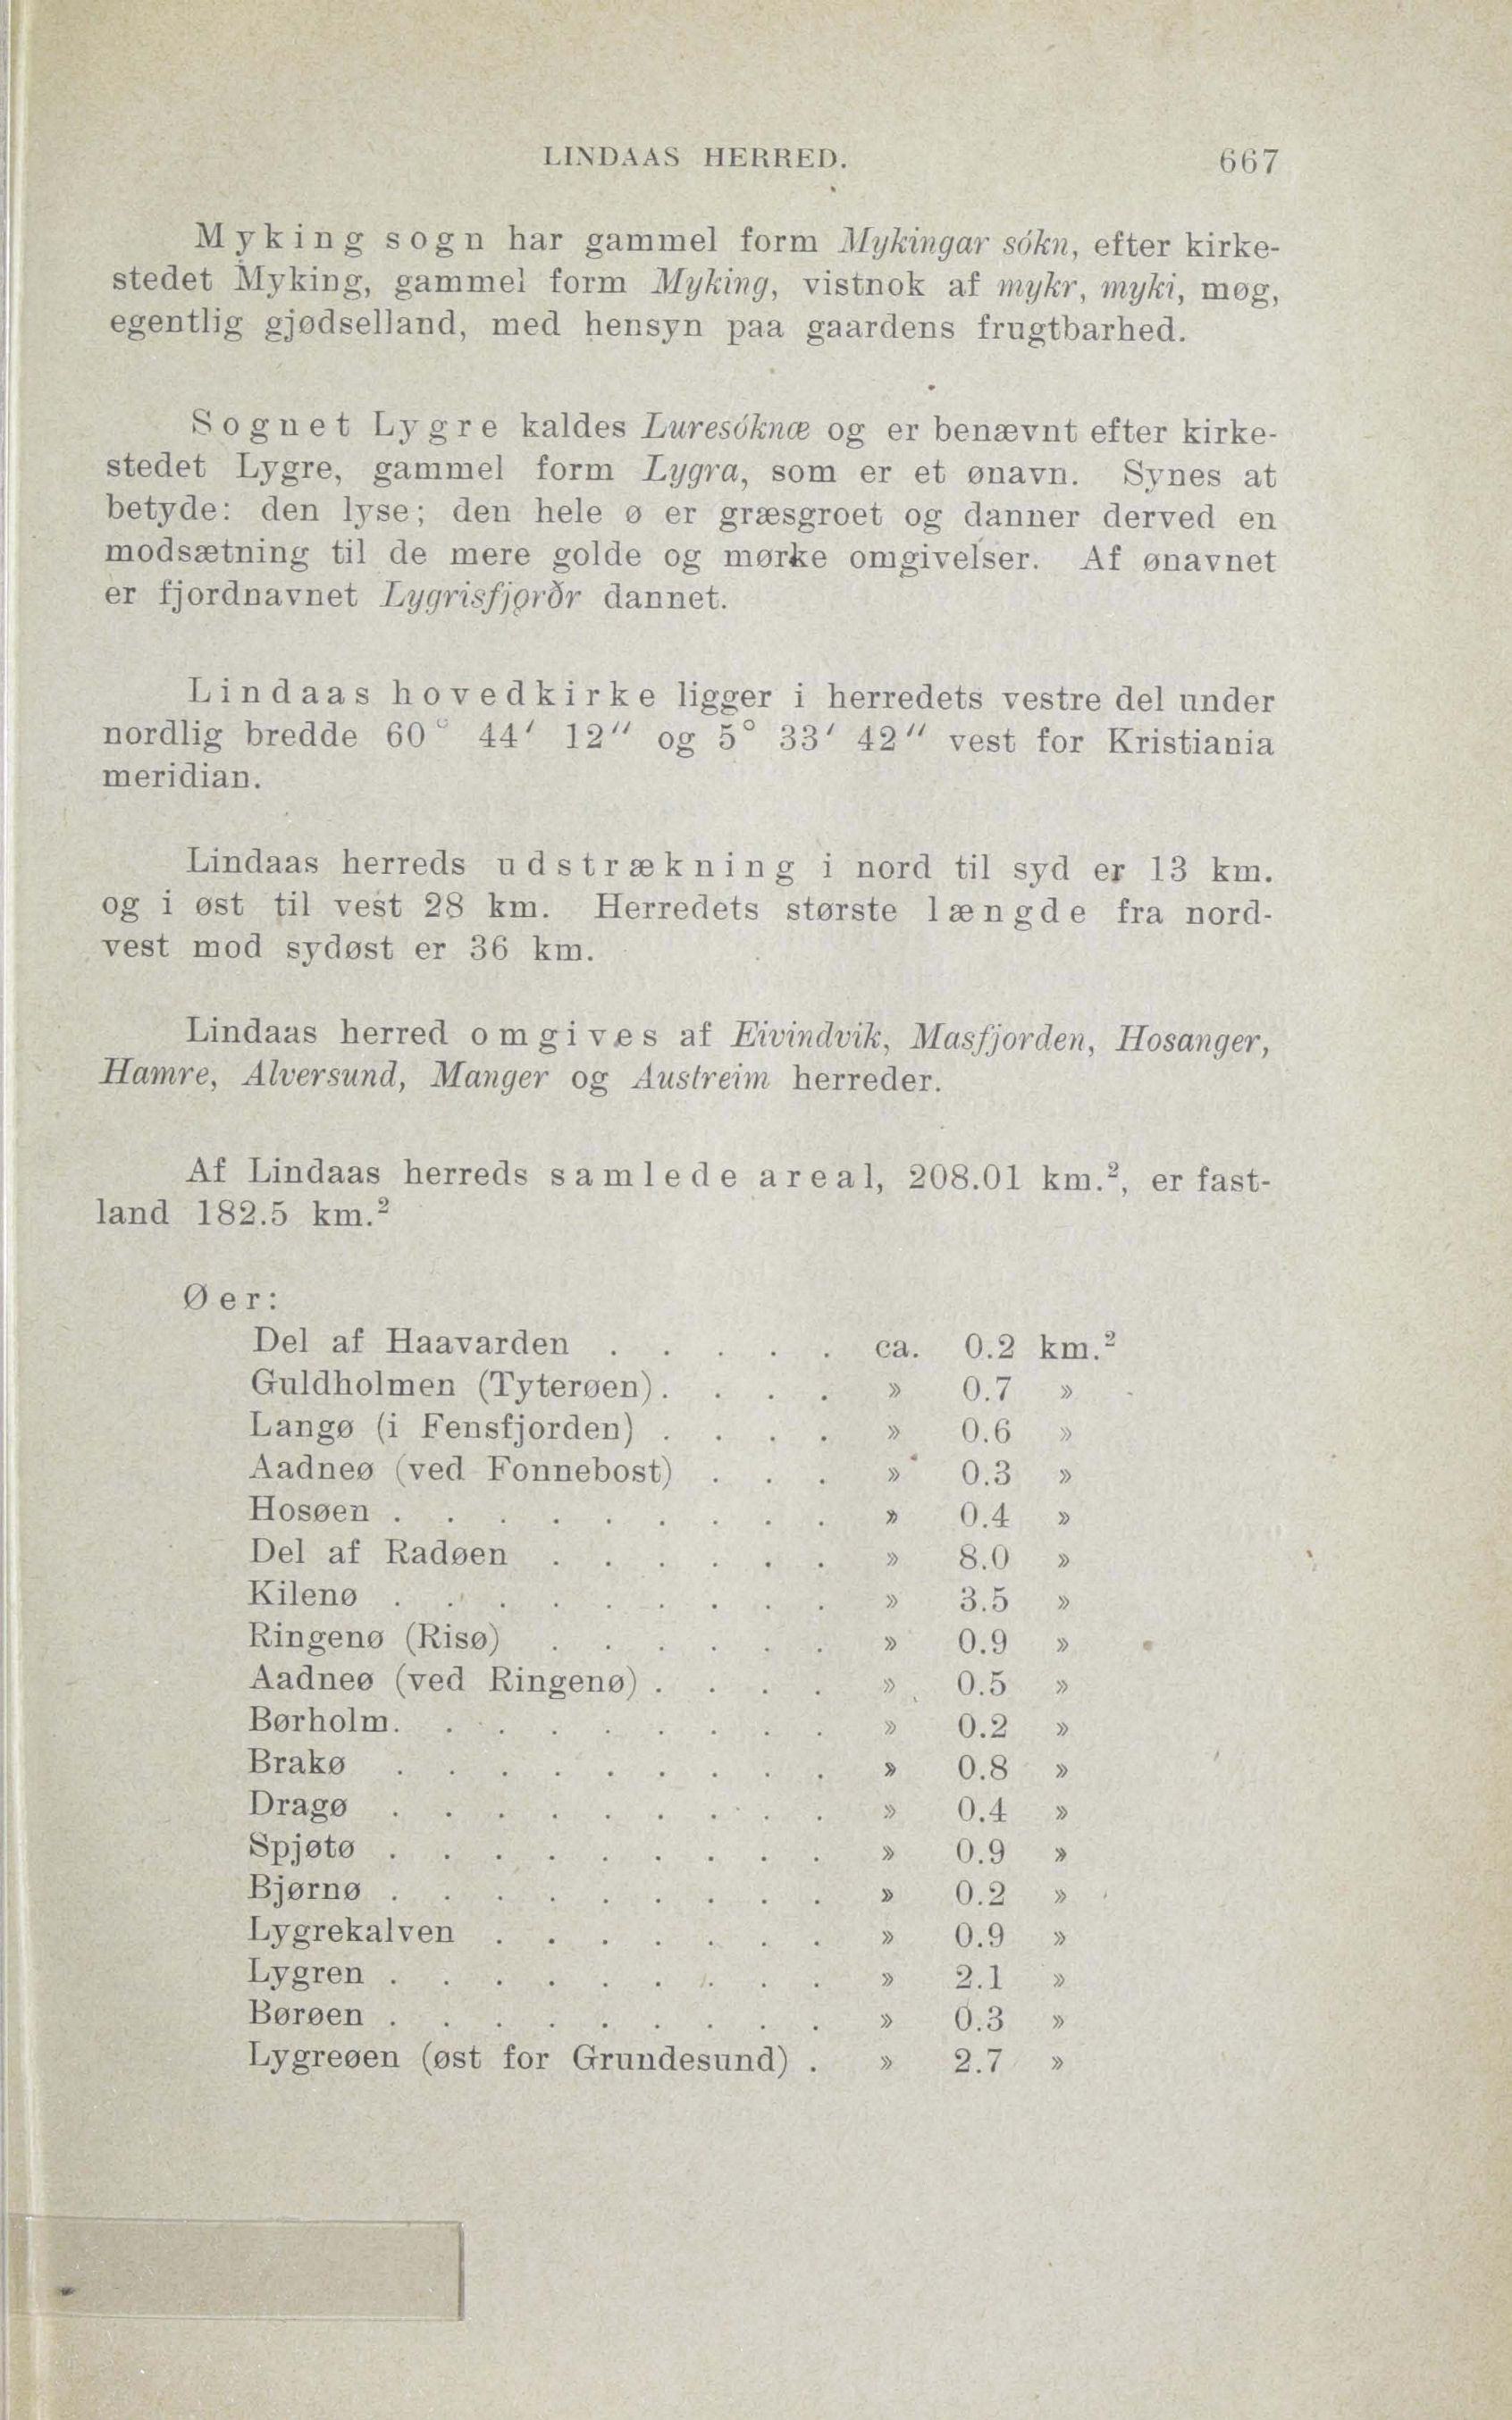 LINDAAS HERRED. 667
Myking sogn har gammel form Mykingar sókn, efter kirke-
stedet Myking, gammel form Myking, vistnok af mykr, myki, møg,
egentlig gjødselland, med hensyn paa gaardens frugtbarhed.
Sognet Lygre kaldes Luresóknæ og er benævnt efter kirke-
stedet Lygre, gammel form Lygra, som er et ønavn. Synes at
betyde: den lyse; den hele ø er græsgroet og danner derved en
modsætning til de mere golde og mørke omgivelser. Af ønavnet
er fjordnavnet Lygrisfjǫrðr dannet.
Lindaas hovedkirke ligger i herredets vestre del under
nordlig bredde 60° 44′ 12″ og 5° 33′ 42″ vest for Kristiania
meridian.
Lindaas herreds udstrækning i nord til syd er 13 km.
og i øst til vest 28 km. Herredets største længde fra nord-
vest mod sydøst er 36 km.
Lindaas herred omgives af Eivindvik, Masfjorden, Hosanger,
Hamre, Alversund, Manger og Austreim herreder.
Af Lindaas herreds samlede areal, 208.01 km.², er fast-
land 182.5 km.²
Øer:
Del af Haavarden . . . . . ca. 0.2 km.²
Guldholmen (Tyterøen). . . . » 0.7 »
Langø (i Fensfjorden) . . . . » 0.6 »
Aadneø (ved Fonnebost) . . . » 0.3 »
Hosøen . . . . . . . . . » 0.4 »
Del af Radøen . . . . . . » 8.0 »
Kilenø . . . . . . . . . » 3.5 »
Ringenø (Risø) . . . . . . » 0.9 »
Aadneø (ved Ringenø) . . . . » 0.5 »
Børholm. . . . . . . . . » 0.2 »
Brakø . . . . . . . . . » 0.8 »
Dragø . . . . . . . . . » 0.4 »
Spjøtø . . . . . . . . . » 0.9 »
Bjørnø . . . . . . . . . » 0.2 »
Lygrekalven . . . . . . . » 0.9 »
Lygren . . . . . . . . . » 2.1 »
Børøen . . . . . . . . . » 0.3 »
Lygreøen (øst for Grundesund) . » 2.7 »